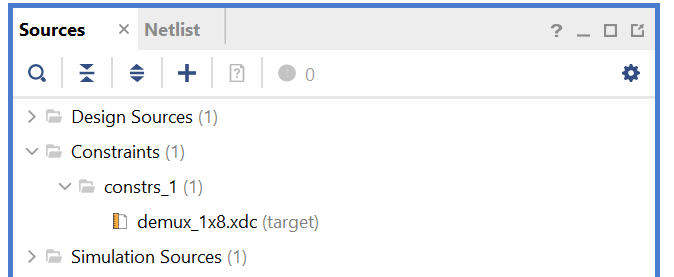 Sources × Netlist ?
0
Design Sources (1)
Constraints (1)
constrs_1 (1)
demux_1x8.xdc (target)
Simulation Sources (1)